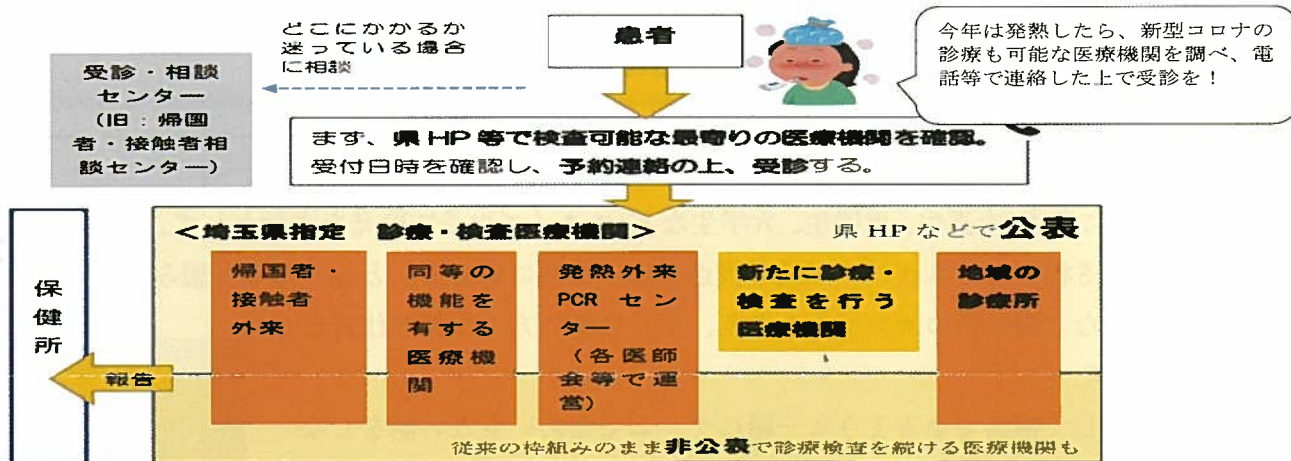 どこにかかるか
迷っている場合
に相談
患者
今年は発熱したら、新型コロナの
診療も可能な医療機関を調べ、電
話等で連絡した上で受診を！
受診・相談
センター
(旧：帰国
者・接触者相
談センター)
まず、県 HP 等で検査可能な最寄りの医療機関を確認。
受付日時を確認し、予約連絡の上、受診する。
＜埼玉県指定　診療・検査医療機関＞
県 HP などで公表
保
健
所
報告
帰国者・
接触者
外来
同等の
機能を
有する
医療機
関
発熱外来
PCR セン
ター
（各医師
会等で運
営）
新たに診療・
検査を行う
医療機関
地域の
診療所
従来の枠組みのまま非公表で診療検査を続ける医療機関も